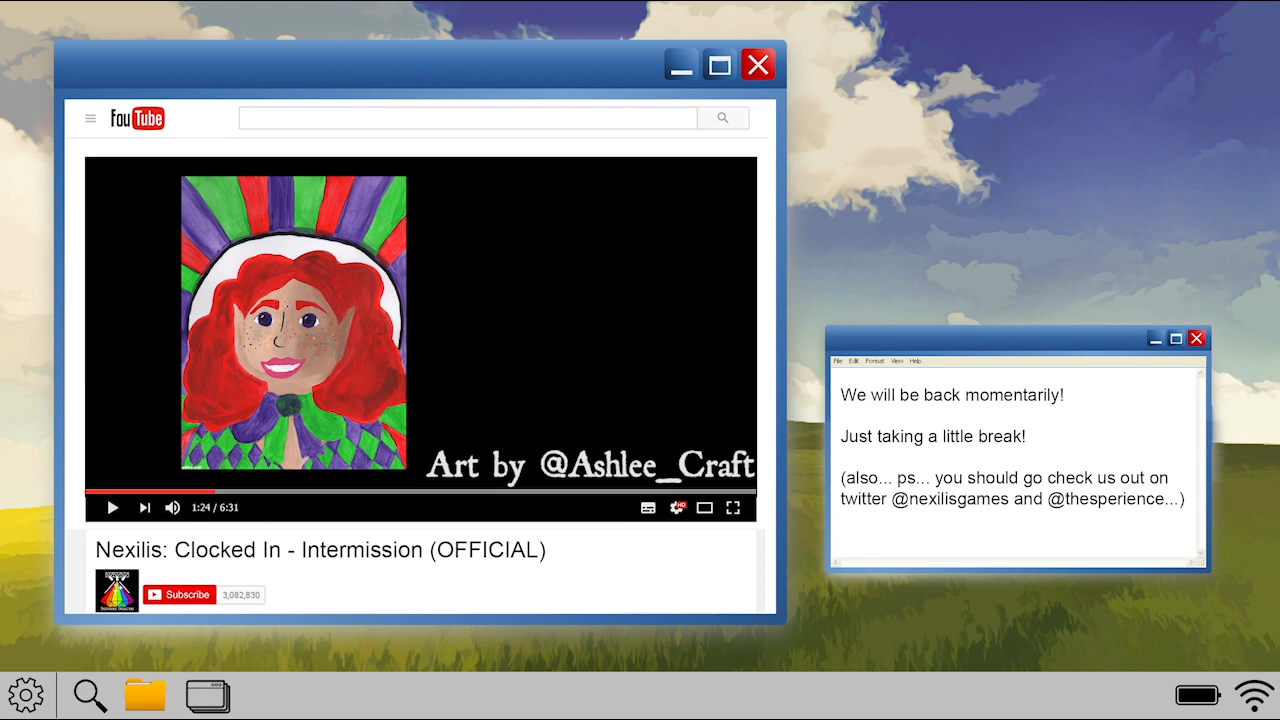 FouTube
Art by @Ashlee_Craft
1:24 / 6:31
HD
Nexilis: Clocked In - Intermission (OFFICIAL)
Subscribe 3,082,830
File Edit Format View Help
We will be back momentarily!
Just taking a little break!
(also... ps... you should go check us out on
twitter @nexilisgames and @thesperience...)